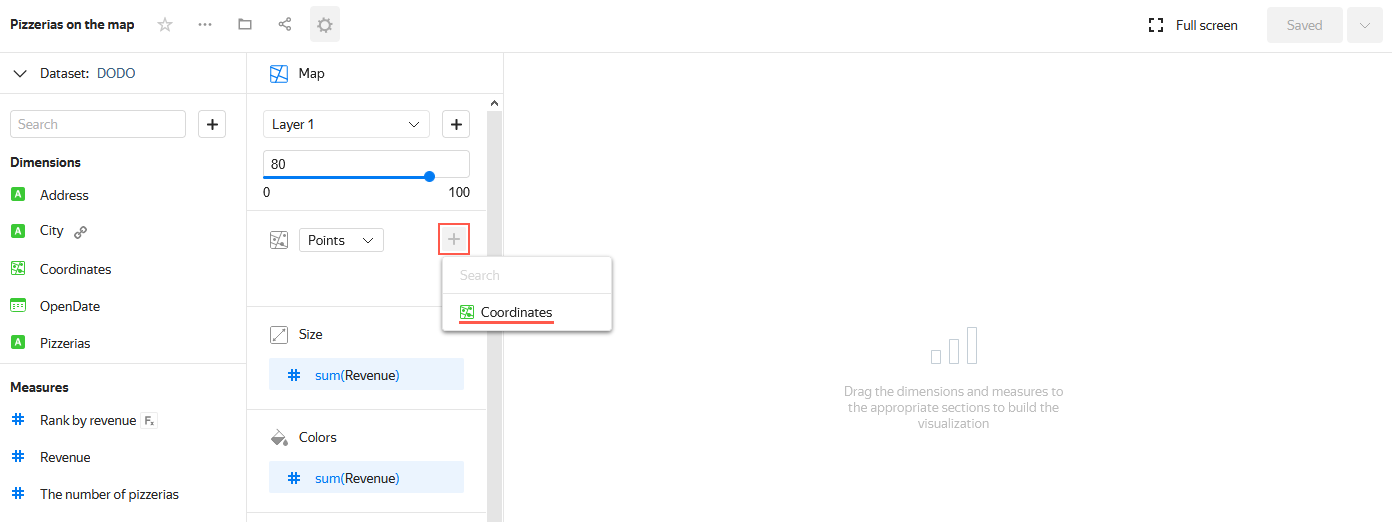 Pizzerias on the map
Full screen
Saved
Dataset: DODO
Map
Search
Layer 1
80
0
100
Dimensions
A Address
A City
Coordinates
OpenDate
A Pizzerias
Points
Search
Coordinates
Size
# sum(Revenue)
Measures
# Rank by revenue Fx
# Revenue
# The number of pizzerias
Colors
# sum(Revenue)
Drag the dimensions and measures to
the appropriate sections to build the
visualization